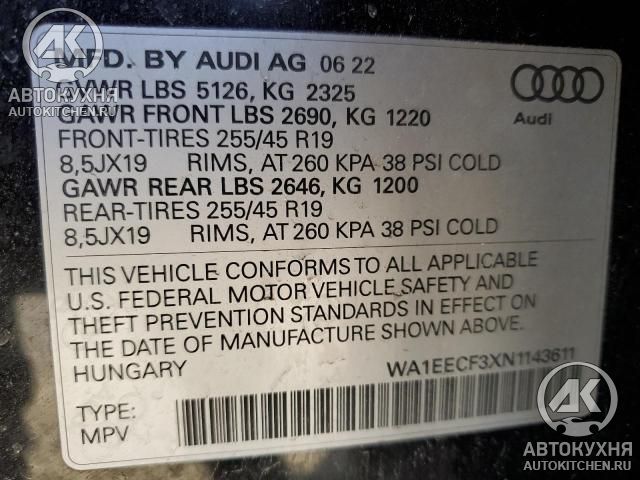 АК
АВТОКУХНЯ
AUTOKITCHEN.RU
MFD. BY AUDI AG 06 22
GVWR LBS 5126, KG 2325
GAWR FRONT LBS 2690, KG 1220
FRONT-TIRES 255/45 R19
8,5JX19 RIMS, AT 260 KPA 38 PSI COLD
GAWR REAR LBS 2646, KG 1200
REAR-TIRES 255/45 R19
8,5JX19 RIMS, AT 260 KPA 38 PSI COLD
Audi
THIS VEHICLE CONFORMS TO ALL APPLICABLE
U.S. FEDERAL MOTOR VEHICLE SAFETY AND
THEFT PREVENTION STANDARDS IN EFFECT ON
THE DATE OF MANUFACTURE SHOWN ABOVE.
HUNGARY WA1EECF3XN1143611
TYPE:
MPV
АК
АВТОКУХНЯ
AUTOKITCHEN.RU